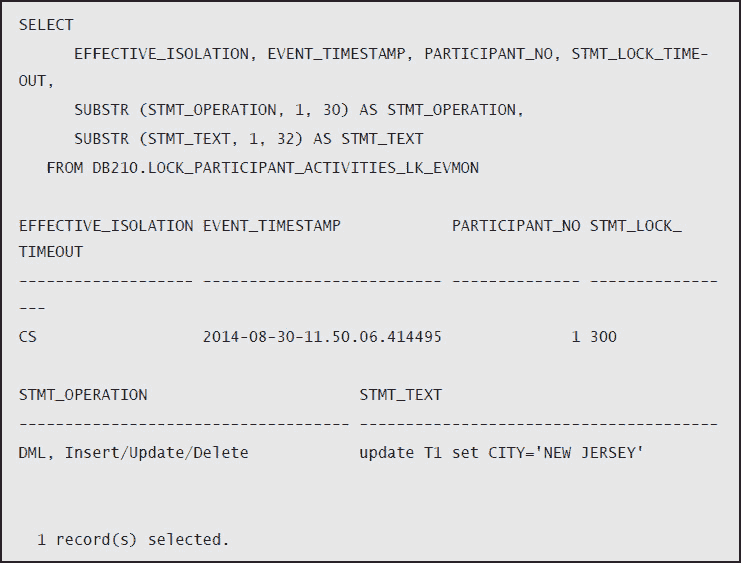 SELECT
EFFECTIVE_ISOLATION, EVENT_TIMESTAMP, PARTICIPANT_NO, STMT_LOCK_TIME-
OUT,
SUBSTR (STMT_OPERATION, 1, 30) AS STMT_OPERATION,
SUBSTR (STMT_TEXT, 1, 32) AS STMT_TEXT
FROM DB210.LOCK_PARTICIPANT_ACTIVITIES_LK_EVMON
EFFECTIVE_ISOLATION EVENT_TIMESTAMP PARTICIPANT_NO STMT_LOCK_
TIMEOUT
------------------- -------------------------- -------------- --------------
---
CS 2014-08-30-11.50.06.414495 1 300
STMT_OPERATION STMT_TEXT
------------------------------------ ---------------------------------------
DML, Insert/Update/Delete update T1 set CITY='NEW JERSEY'
1 record(s) selected.